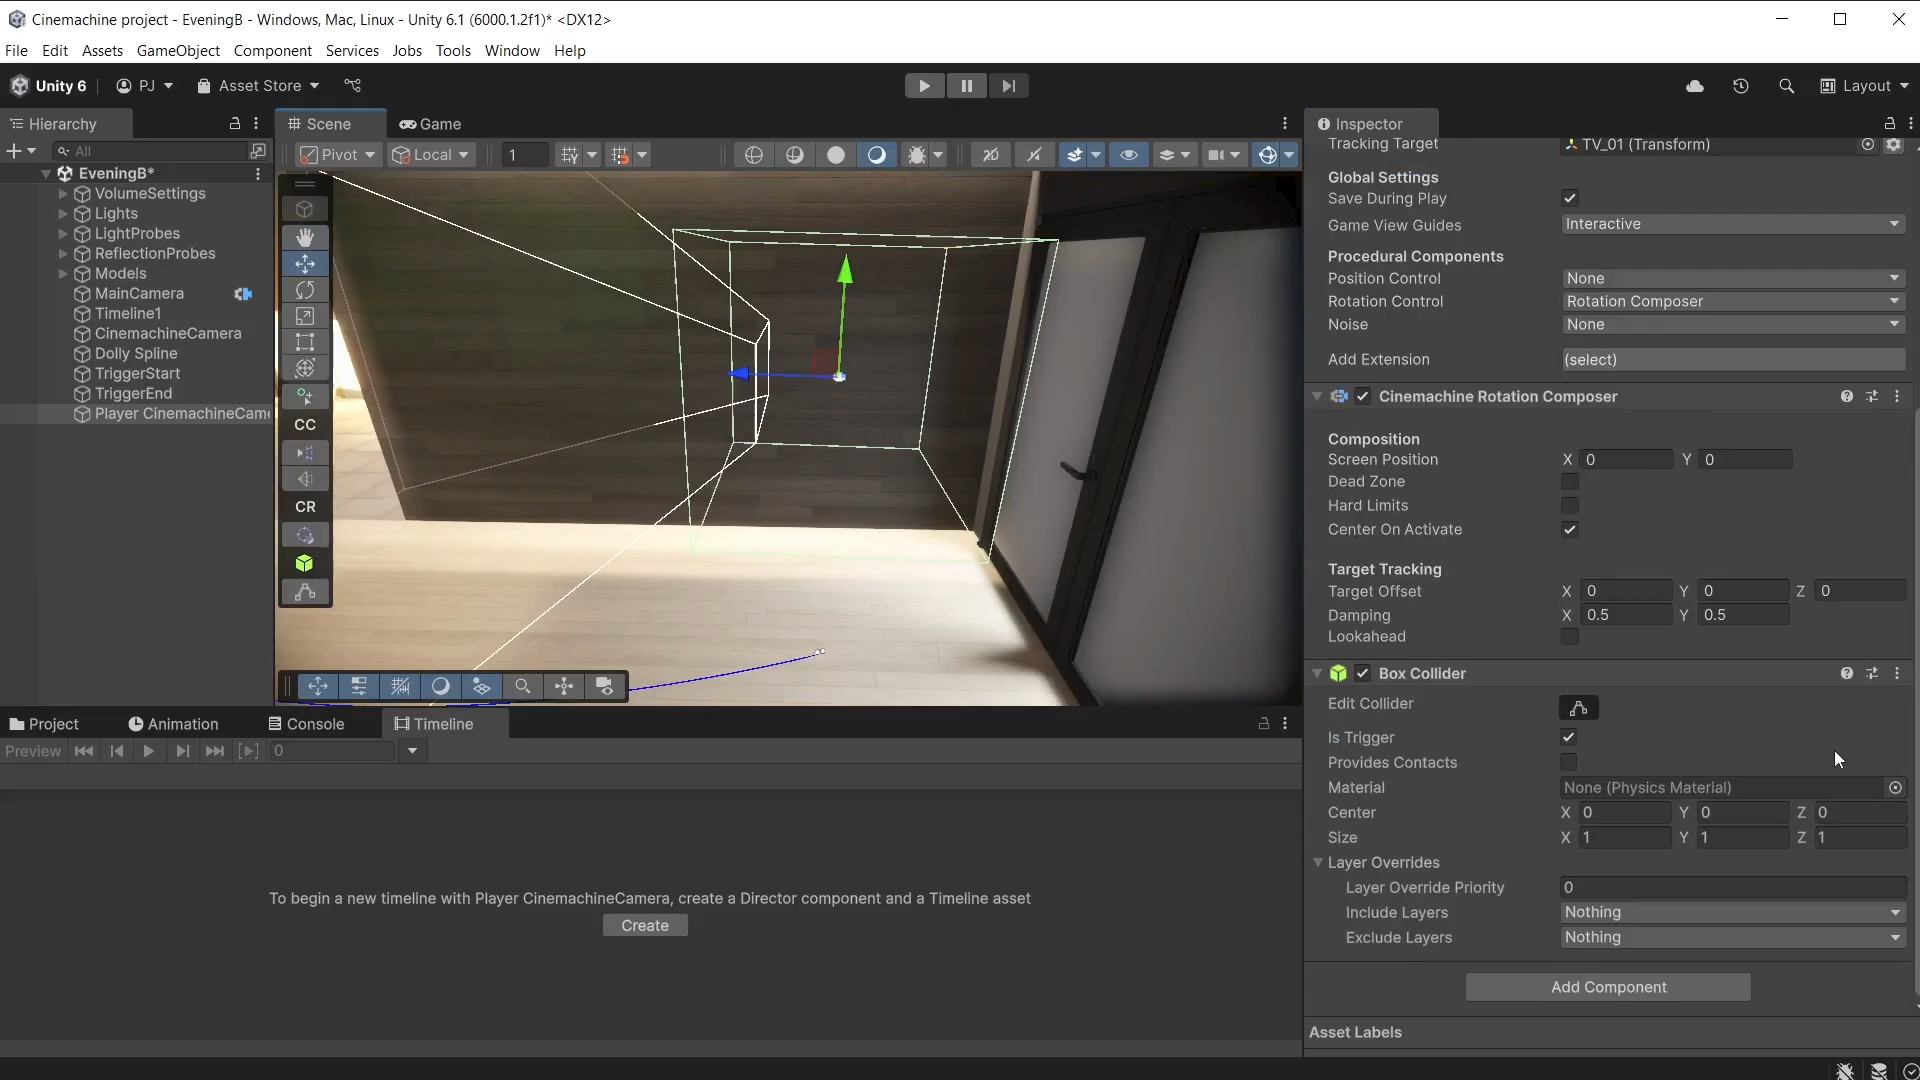 Cinemachine project - EveningB - Windows, Mac, Linux - Unity 6.1 (6000.1.2f1)* <DX12>
File Edit Assets GameObject Component Services Jobs Tools Window Help
Unity 6 PJ Asset Store Layout
Hierarchy
All
EveningB*
VolumeSettings
Lights
LightProbes
ReflectionProbes
Models
MainCamera
Timeline1
CinemachineCamera
Dolly Spline
TriggerStart
TriggerEnd
Player CinemachineCame
Scene Game
Pivot Local 1 2D
CC
CR
Inspector
Tracking Target TV_01 (Transform)
Global Settings
Save During Play
Game View Guides Interactive
Procedural Components
Position Control None
Rotation Control Rotation Composer
Noise None
Add Extension (select)
Cinemachine Rotation Composer
Composition
Screen Position X 0 Y 0
Dead Zone
Hard Limits
Center On Activate
Target Tracking
Target Offset X 0 Y 0 Z 0
Damping X 0.5 Y 0.5
Lookahead
Box Collider
Edit Collider
Is Trigger
Provides Contacts
Material None (Physics Material)
Center X 0 Y 0 Z 0
Size X 1 Y 1 Z 1
Layer Overrides
Layer Override Priority 0
Include Layers Nothing
Exclude Layers Nothing
Add Component
Asset Labels
Project Animation Console Timeline
Preview 0
To begin a new timeline with Player CinemachineCamera, create a Director component and a Timeline asset
Create